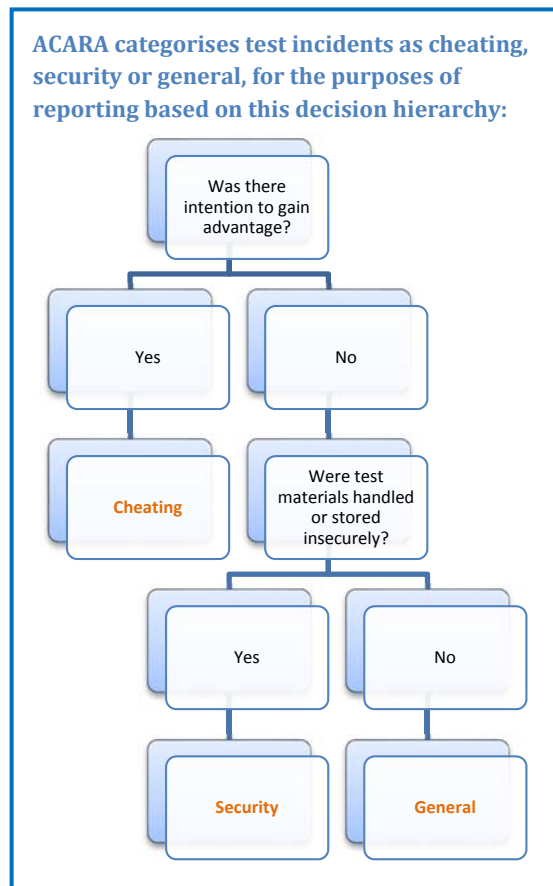 ACARA categorises test incidents as cheating,
security or general, for the purposes of
reporting based on this decision hierarchy:
Was there
intention to gain
advantage?
Yes
No
Cheating
Were test
materials handled
or stored
insecurely?
Yes
No
Security
General